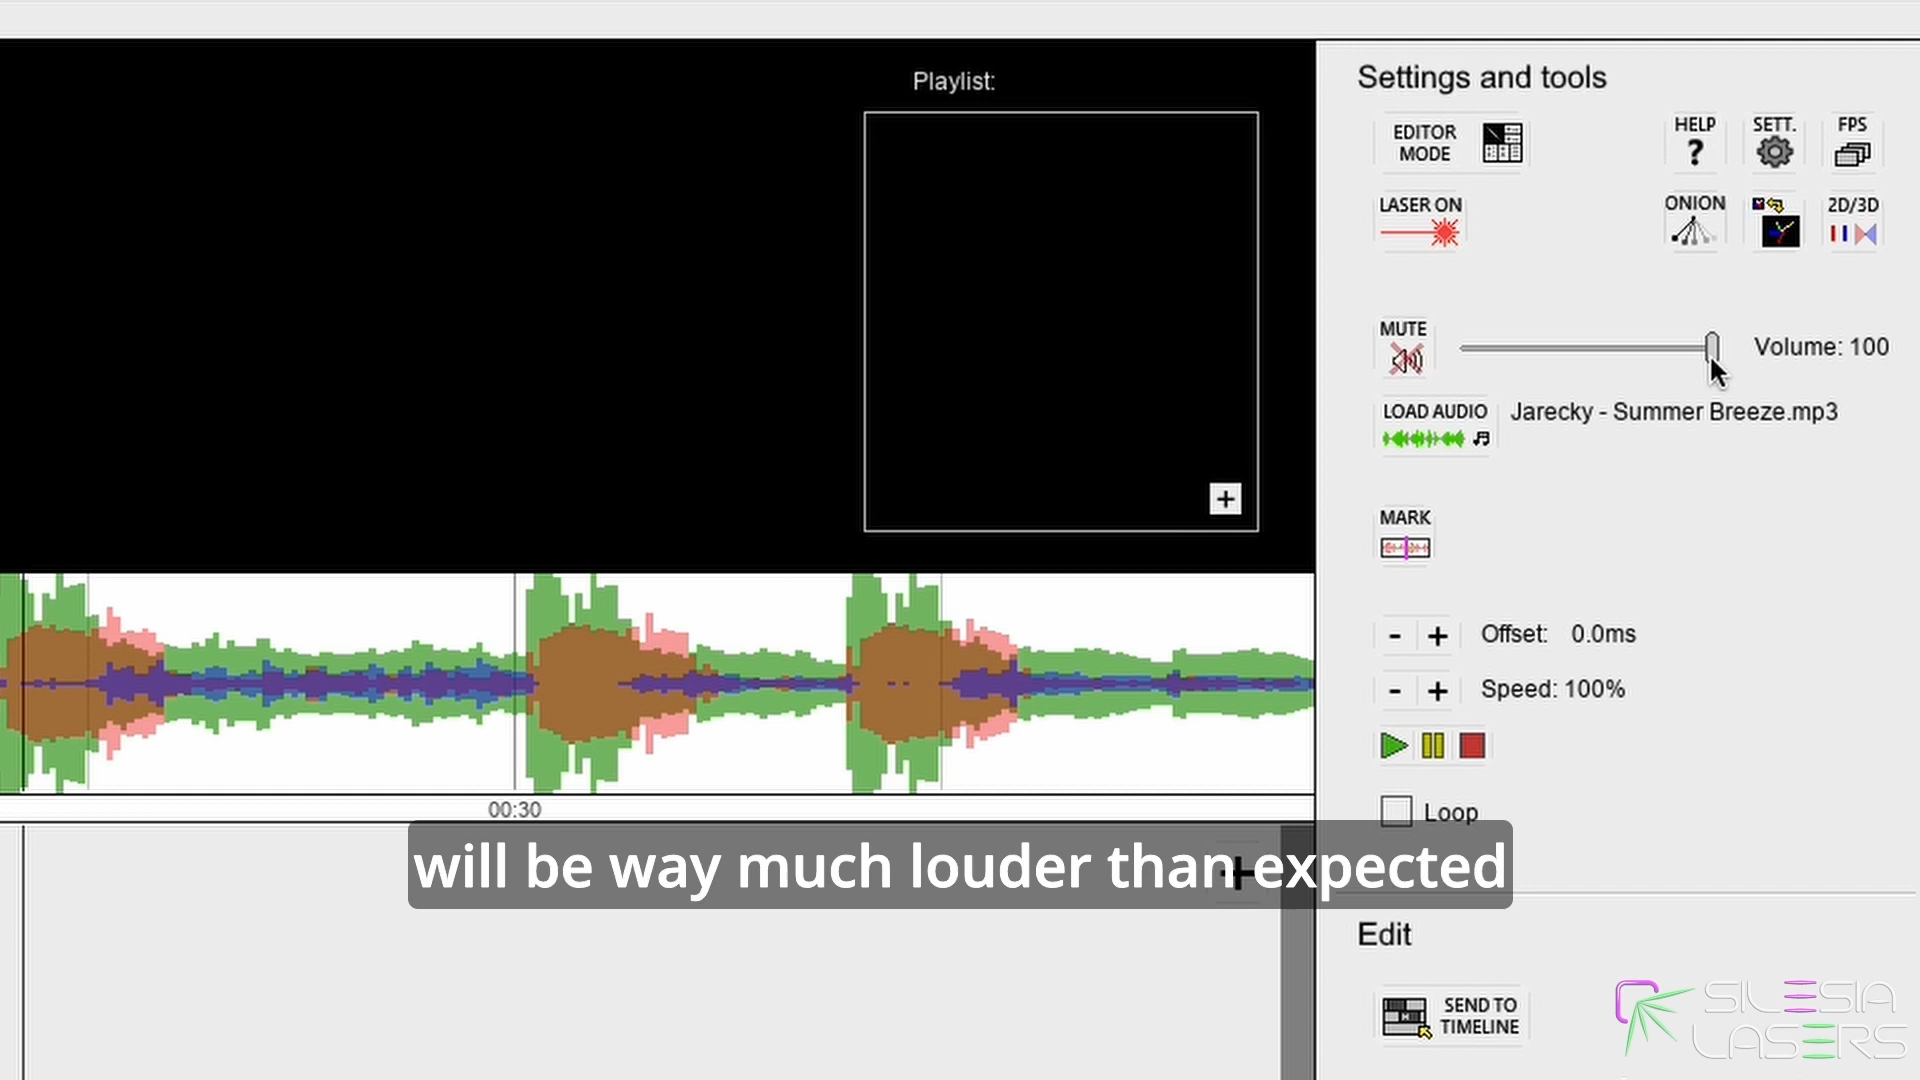 Playlist:
+
00:30
+
Settings and tools
EDITOR
MODE
HELP
?
SETT.
FPS
LASER ON
ONION
2D/3D
MUTE
Volume: 100
LOAD AUDIO
Jarecky - Summer Breeze.mp3
MARK
- + Offset: 0.0ms
- + Speed: 100%
Loop
will be way much louder than expected
Edit
SEND TO
TIMELINE
SILESIA
LASERS